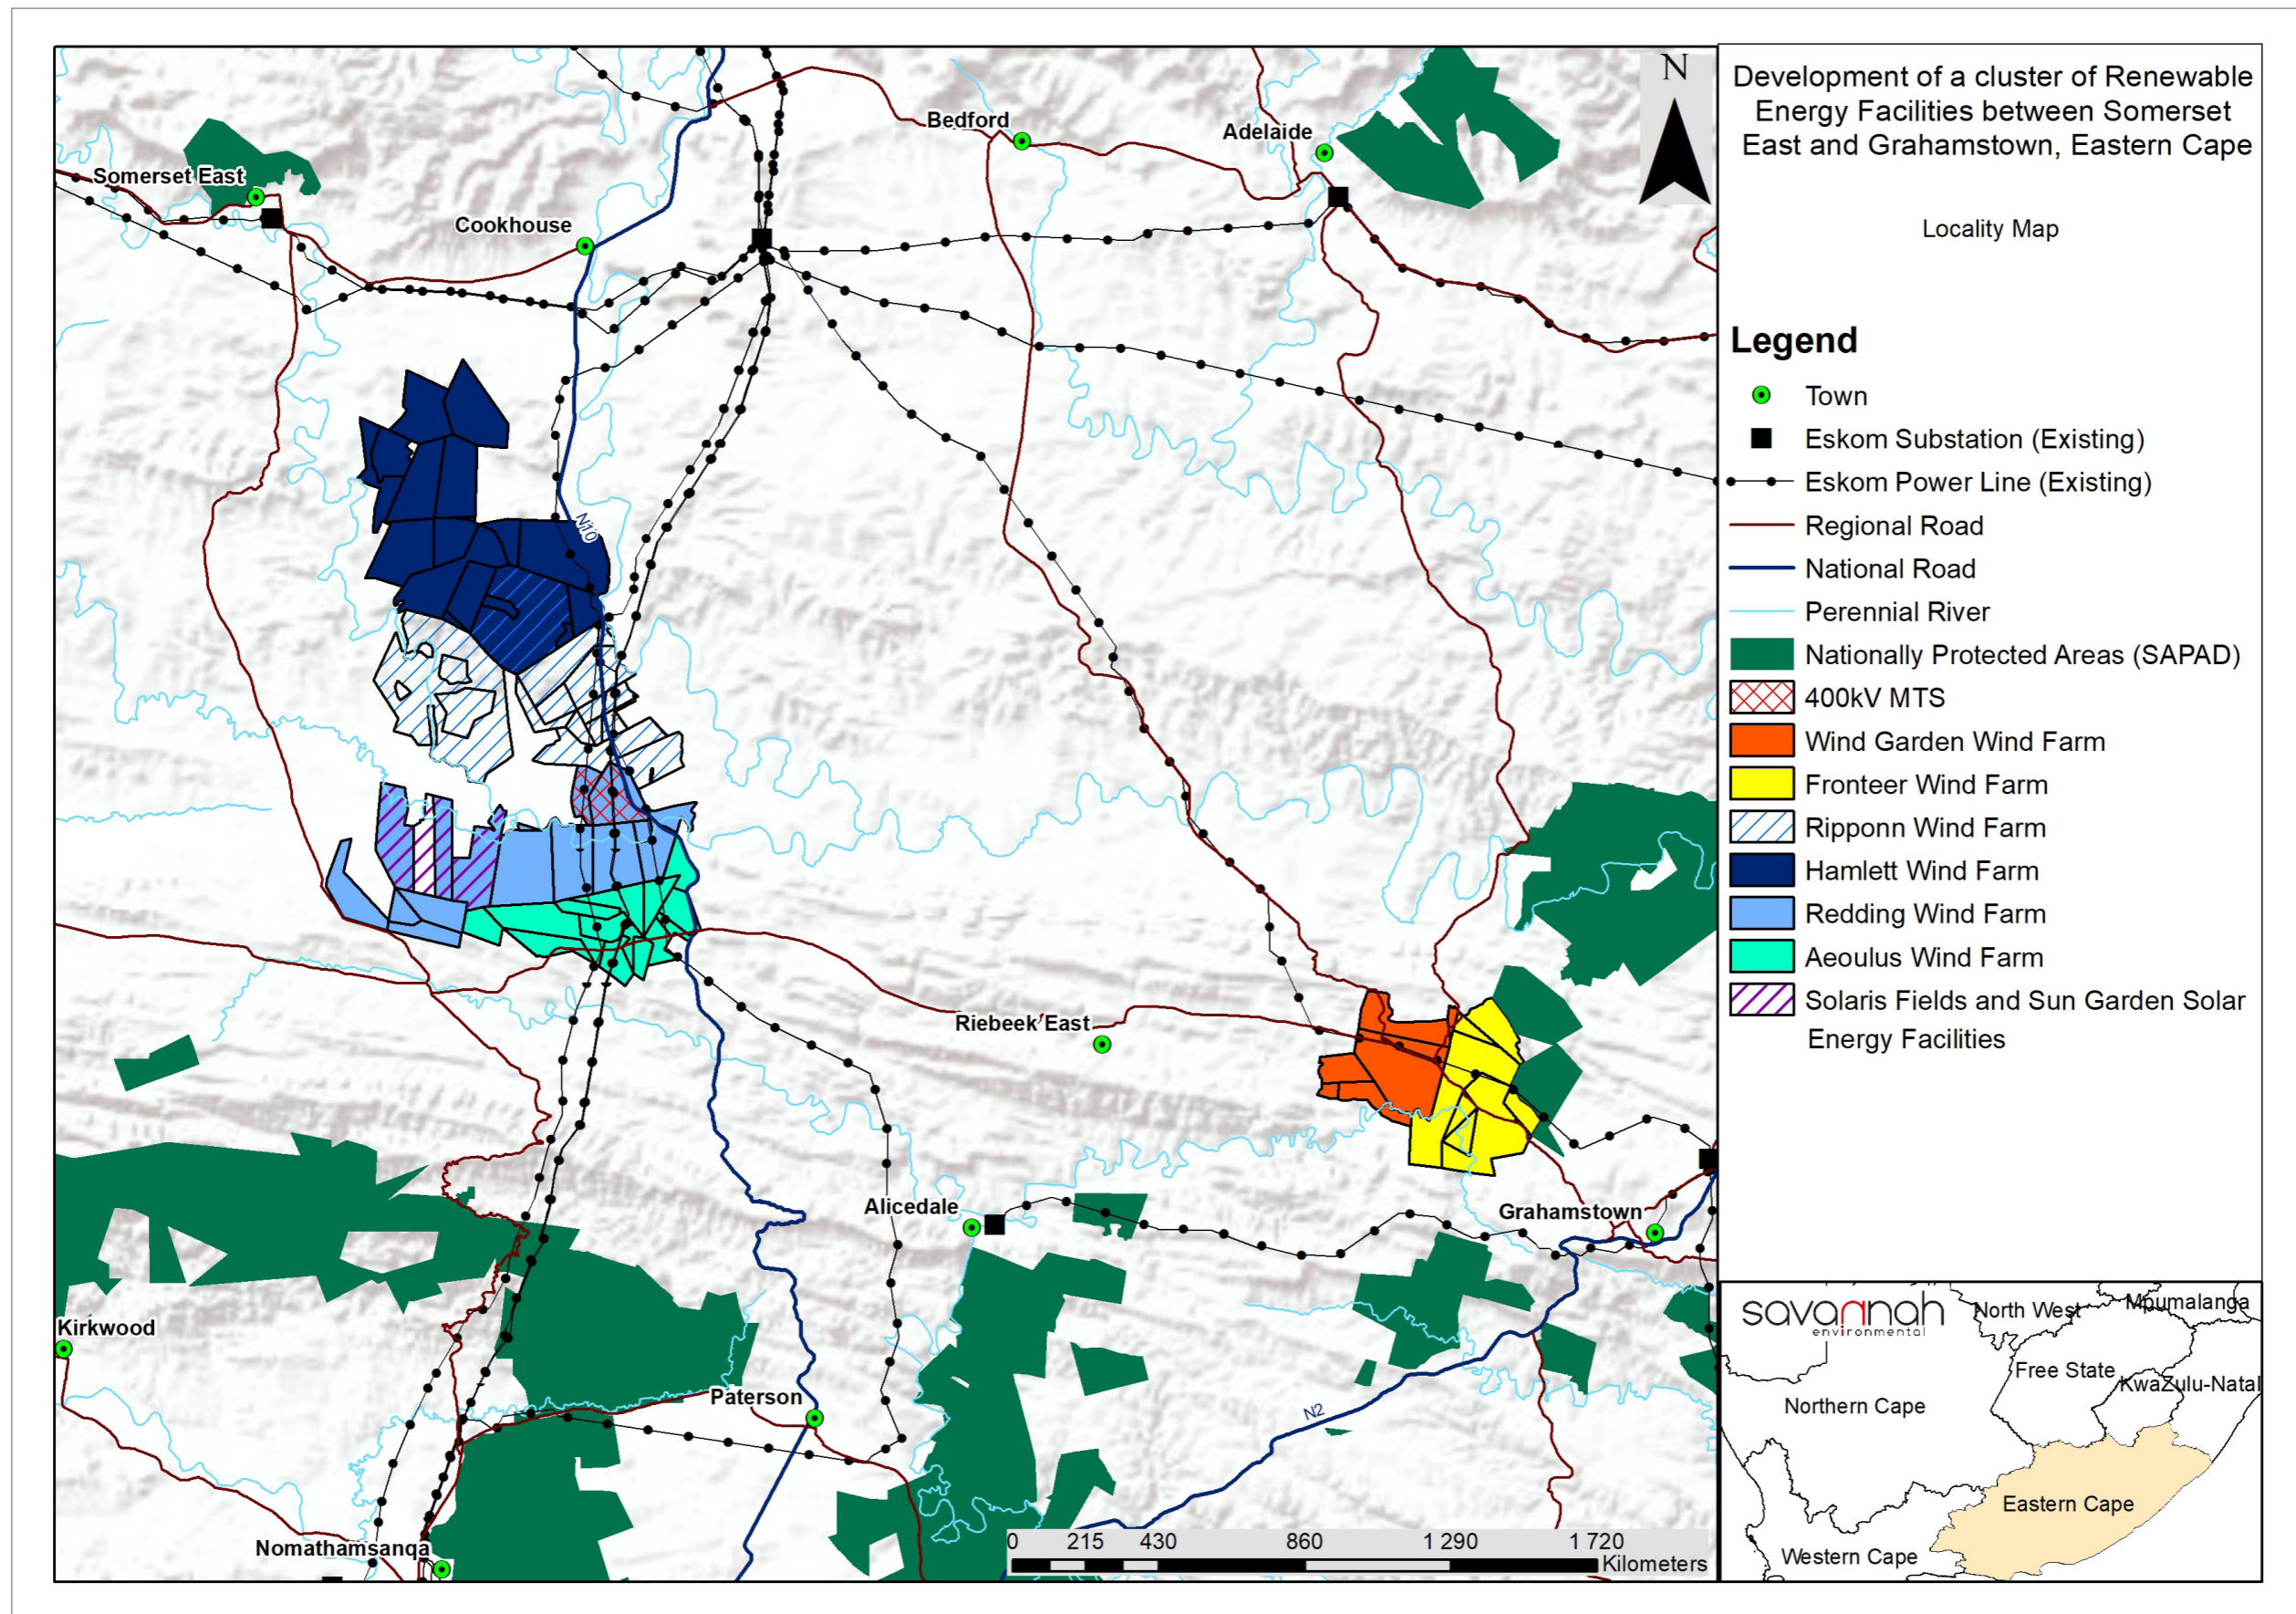 Development of a cluster of Renewable
Energy Facilities between Somerset
East and Grahamstown, Eastern Cape
Locality Map
N
Bedford
Adelaide
Somerset East
Cookhouse
N10
Riebeek East
Alicedale
Grahamstown
Kirkwood
Paterson
N2
Nomathamsanqa
0 215 430 860 1 290 1 720
Kilometers
Legend
Town
Eskom Substation (Existing)
Eskom Power Line (Existing)
Regional Road
National Road
Perennial River
Nationally Protected Areas (SAPAD)
400kV MTS
Wind Garden Wind Farm
Fronteer Wind Farm
Ripponn Wind Farm
Hamlett Wind Farm
Redding Wind Farm
Aeoulus Wind Farm
Solaris Fields and Sun Garden Solar
Energy Facilities
savannah
environmental
North West
Mpumalanga
Free State
KwaZulu-Natal
Northern Cape
Eastern Cape
Western Cape